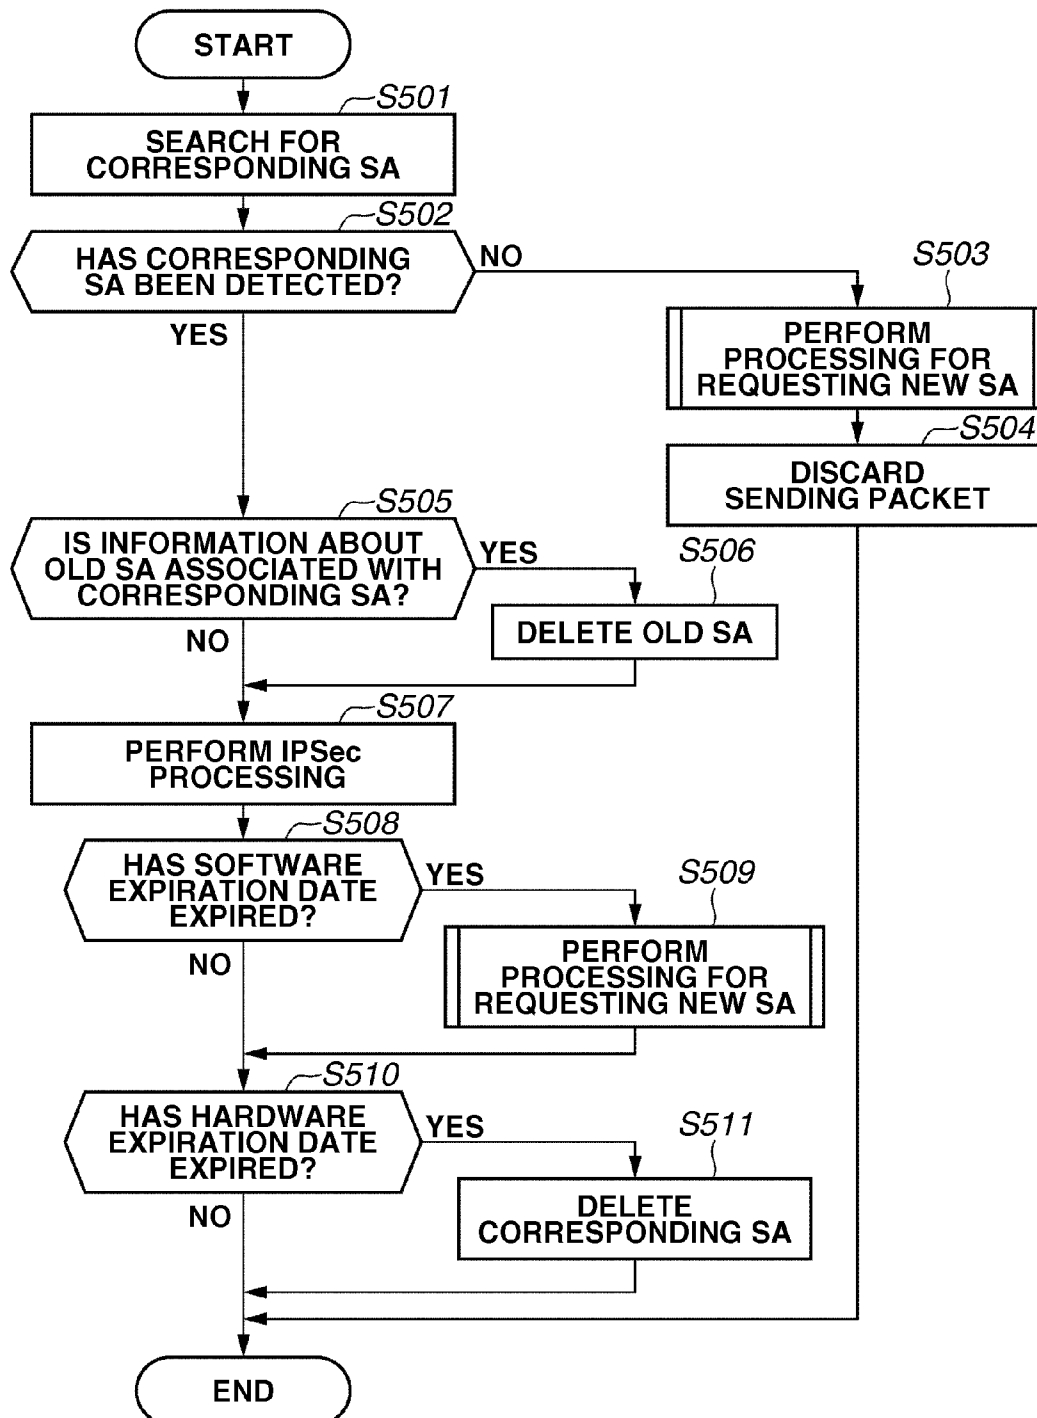 START
S501
SEARCH FOR
CORRESPONDING SA
S502
HAS CORRESPONDING
SA BEEN DETECTED?
NO
YES
S503
PERFORM
PROCESSING FOR
REQUESTING NEW SA
S504
DISCARD
SENDING PACKET
S505
IS INFORMATION ABOUT
OLD SA ASSOCIATED WITH
CORRESPONDING SA?
YES
NO
S506
DELETE OLD SA
S507
PERFORM IPSec
PROCESSING
S508
HAS SOFTWARE
EXPIRATION DATE
EXPIRED?
YES
NO
S509
PERFORM
PROCESSING FOR
REQUESTING NEW SA
S510
HAS HARDWARE
EXPIRATION DATE
EXPIRED?
YES
NO
S511
DELETE
CORRESPONDING SA
END